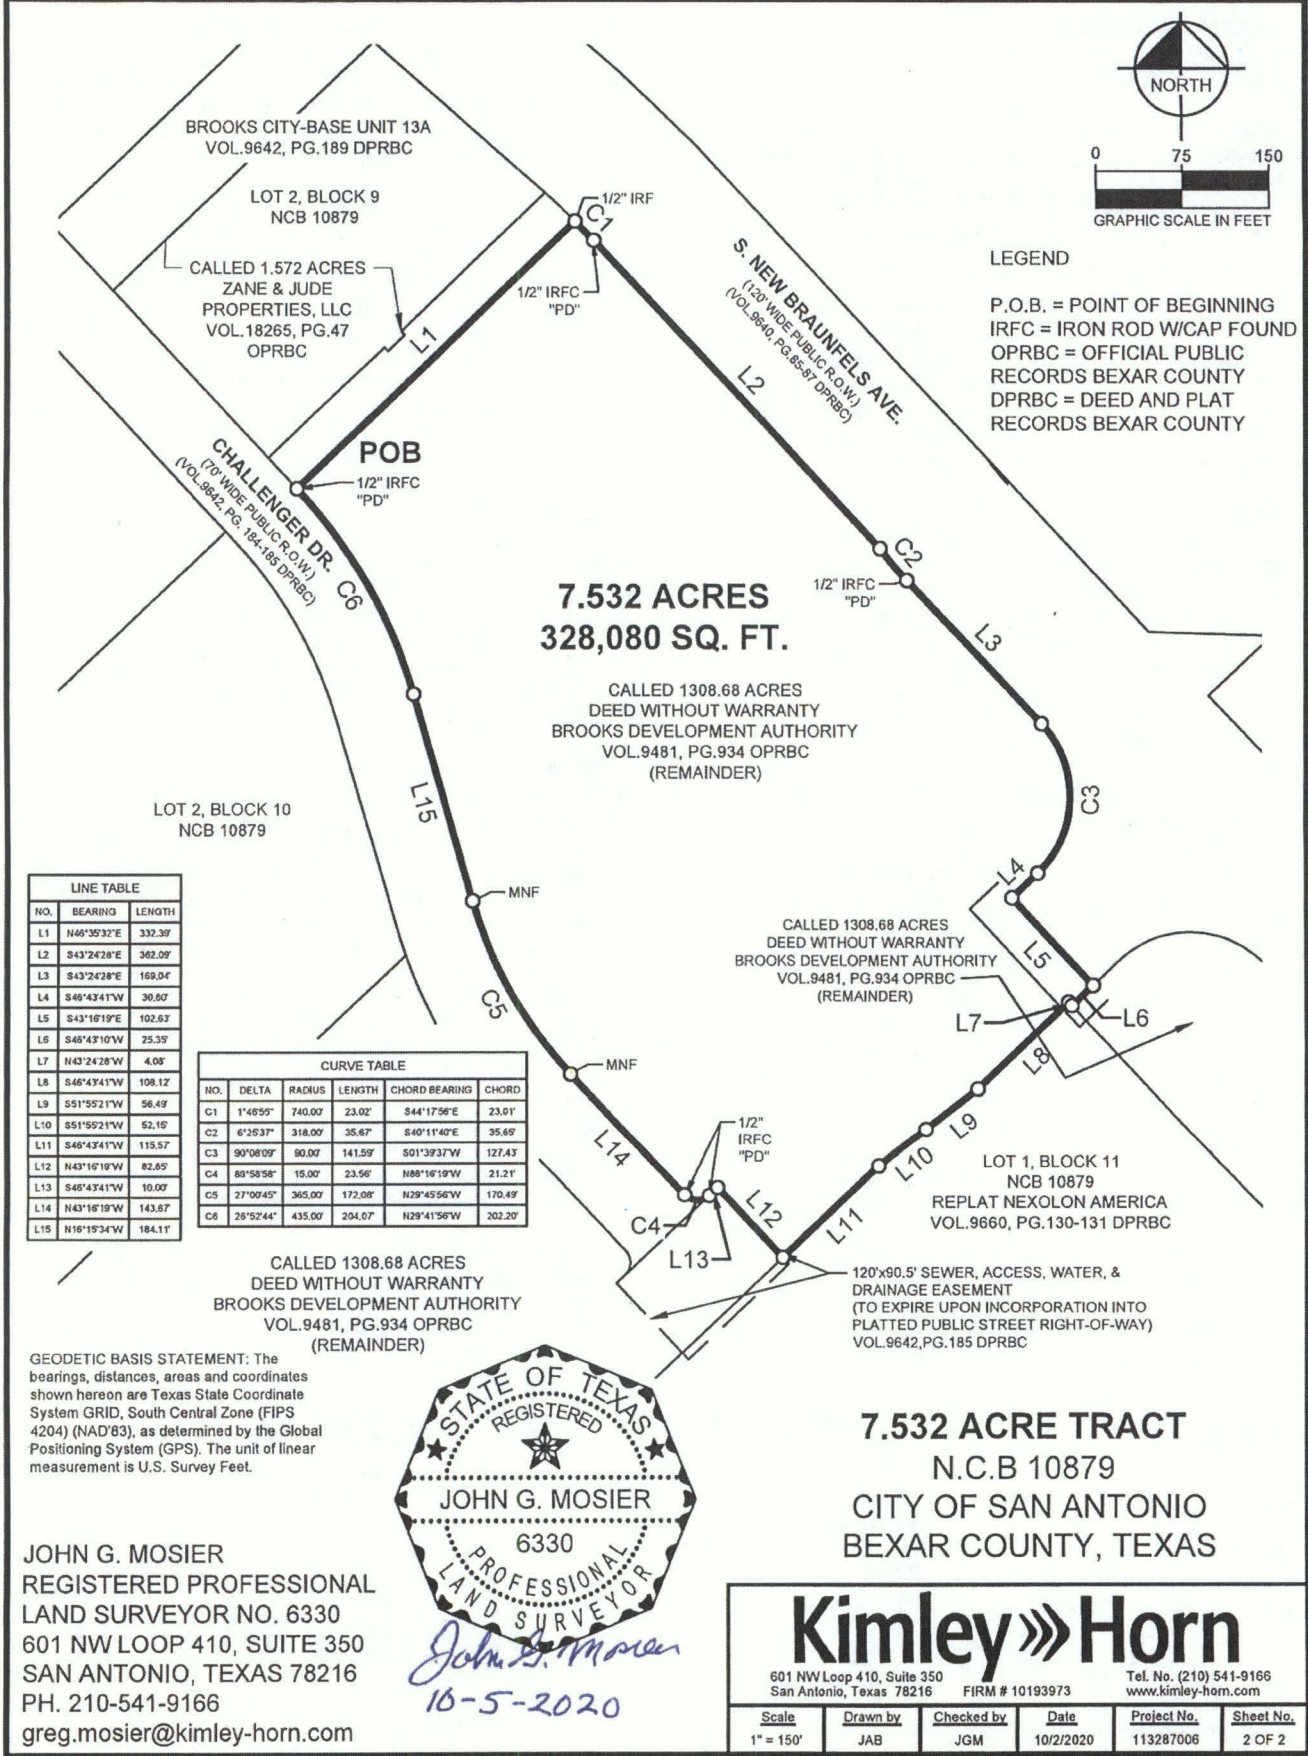 NORTH
0 75 150
GRAPHIC SCALE IN FEET
LEGEND
P.O.B. = POINT OF BEGINNING
IRFC = IRON ROD W/CAP FOUND
OPRBC = OFFICIAL PUBLIC
RECORDS BEXAR COUNTY
DPRBC = DEED AND PLAT
RECORDS BEXAR COUNTY
BROOKS CITY-BASE UNIT 13A
VOL.9642, PG.189 DPRBC
LOT 2, BLOCK 9
NCB 10879
CALLED 1.572 ACRES
ZANE & JUDE
PROPERTIES, LLC
VOL.18265, PG.47
OPRBC
1/2" IRF
C1
1/2" IRFC
"PD"
L1
S. NEW BRAUNFELS AVE.
(120' WIDE PUBLIC R.O.W.)
(VOL.9640, PG.85-87 DPRBC)
L2
POB
1/2" IRFC
"PD"
CHALLENGER DR.
(70' WIDE PUBLIC R.O.W.)
(VOL.9642, PG. 184-185 DPRBC)
C6
C2
1/2" IRFC
"PD"
L3
7.532 ACRES
328,080 SQ. FT.
CALLED 1308.68 ACRES
DEED WITHOUT WARRANTY
BROOKS DEVELOPMENT AUTHORITY
VOL.9481, PG.934 OPRBC
(REMAINDER)
L15
C3
LOT 2, BLOCK 10
NCB 10879
MNF
L4
L5
CALLED 1308.68 ACRES
DEED WITHOUT WARRANTY
BROOKS DEVELOPMENT AUTHORITY
VOL.9481, PG.934 OPRBC
(REMAINDER)
C5
L7
L6
L8
MNF
L9
L10
L11
L14
1/2"
IRFC
"PD"
L12
C4
L13
LOT 1, BLOCK 11
NCB 10879
REPLAT NEXOLON AMERICA
VOL.9660, PG.130-131 DPRBC
120'x90.5' SEWER, ACCESS, WATER, &
DRAINAGE EASEMENT
(TO EXPIRE UPON INCORPORATION INTO
PLATTED PUBLIC STREET RIGHT-OF-WAY)
VOL.9642,PG.185 DPRBC
LINE TABLE
NO. BEARING LENGTH
L1 N46°35'32"E 332.39'
L2 S43°24'28"E 362.09'
L3 S43°24'28"E 169.04'
L4 S46°43'41"W 30.60'
L5 S43°16'19"E 102.63'
L6 S46°43'10"W 25.35'
L7 N43°24'28"W 4.08'
L8 S46°43'41"W 108.12'
L9 S51°55'21"W 56.49'
L10 S51°55'21"W 52.15'
L11 S46°43'41"W 115.57'
L12 N43°16'19"W 82.65'
L13 S46°43'41"W 10.00'
L14 N43°16'19"W 143.67'
L15 N16°15'34"W 184.11'
CURVE TABLE
NO. DELTA RADIUS LENGTH CHORD BEARING CHORD
C1 1°46'55" 740.00' 23.02' S44°17'56"E 23.01'
C2 6°25'37" 318.00' 35.67' S40°11'40"E 35.65'
C3 90°08'09" 90.00' 141.59' S01°39'37"W 127.43'
C4 89°58'58" 15.00' 23.56' N88°16'19"W 21.21'
C5 27°00'45" 365.00' 172.08' N29°45'56"W 170.49'
C6 26°52'44" 435.00' 204.07' N29°41'56"W 202.20'
CALLED 1308.68 ACRES
DEED WITHOUT WARRANTY
BROOKS DEVELOPMENT AUTHORITY
VOL.9481, PG.934 OPRBC
(REMAINDER)
GEODETIC BASIS STATEMENT: The
bearings, distances, areas and coordinates
shown hereon are Texas State Coordinate
System GRID, South Central Zone (FIPS
4204) (NAD'83), as determined by the Global
Positioning System (GPS). The unit of linear
measurement is U.S. Survey Feet.
STATE OF TEXAS
REGISTERED
JOHN G. MOSIER
6330
PROFESSIONAL
LAND SURVEYOR
John G. Mosier
10-5-2020
7.532 ACRE TRACT
N.C.B 10879
CITY OF SAN ANTONIO
BEXAR COUNTY, TEXAS
JOHN G. MOSIER
REGISTERED PROFESSIONAL
LAND SURVEYOR NO. 6330
601 NW LOOP 410, SUITE 350
SAN ANTONIO, TEXAS 78216
PH. 210-541-9166
greg.mosier@kimley-horn.com
Kimley»)Horn
601 NW Loop 410, Suite 350
San Antonio, Texas 78216 FIRM # 10193973
Tel. No. (210) 541-9166
www.kimley-horn.com
Scale Drawn by Checked by Date Project No. Sheet No.
1" = 150' JAB JGM 10/2/2020 113287006 2 OF 2